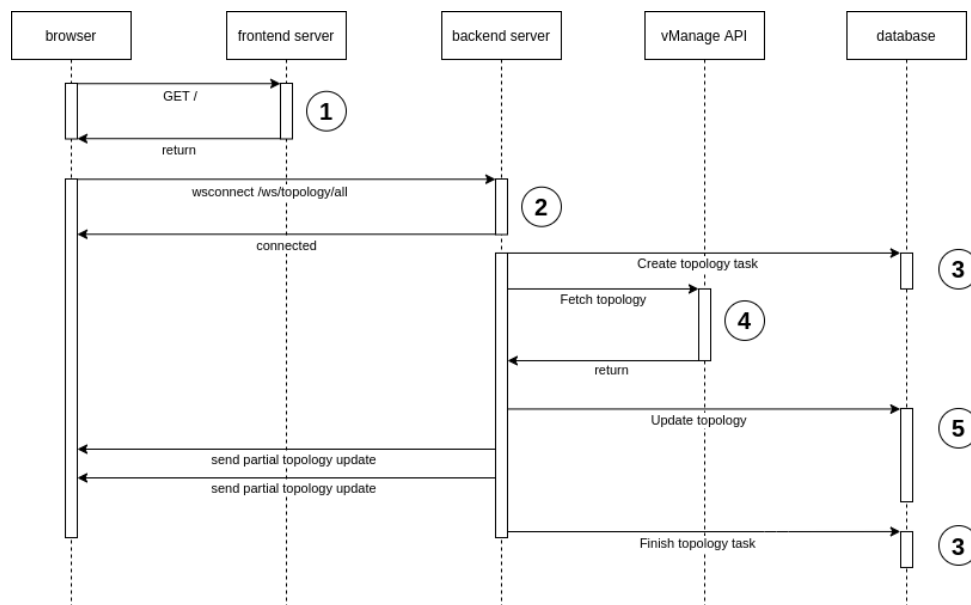 browser
frontend server
backend server
vManage API
database
GET /
1
return
wsconnect /ws/topology/all
2
connected
Create topology task
3
Fetch topology
4
return
Update topology
5
send partial topology update
send partial topology update
Finish topology task
3